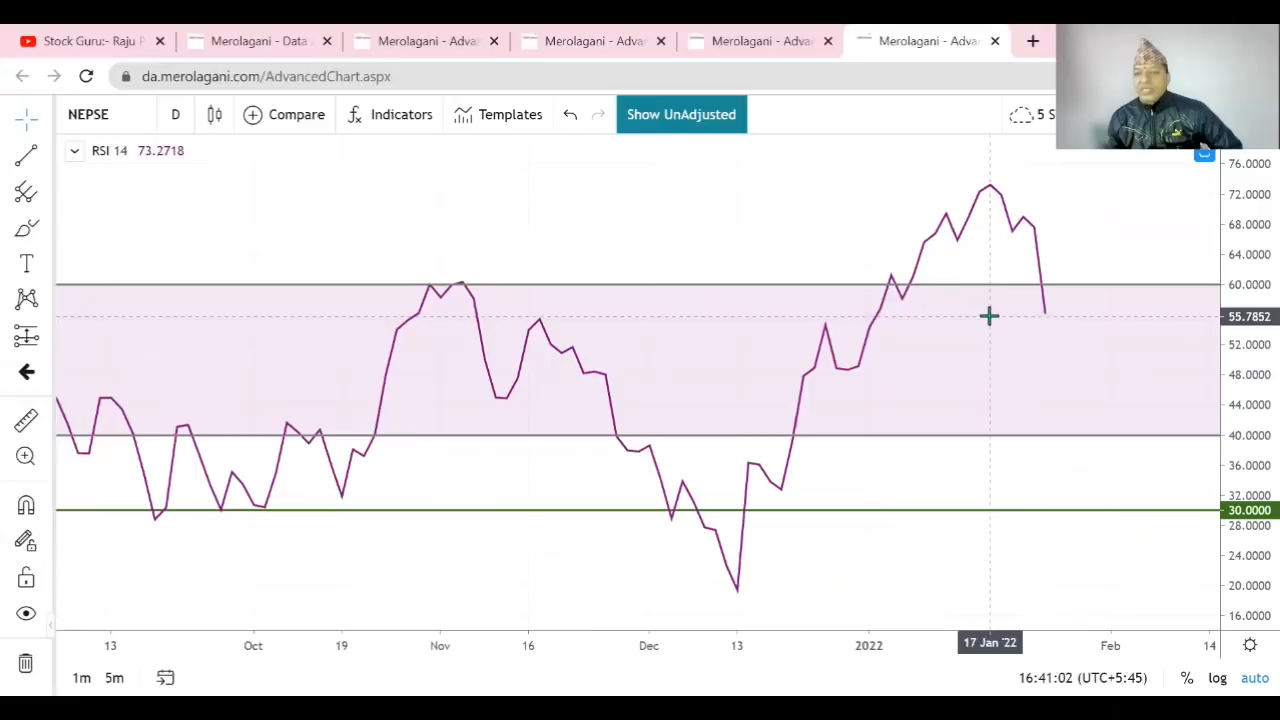 Stock Guru:- Raju P
Merolagani - Data
Merolagani - Adva
Merolagani - Adva
Merolagani - Adva
Merolagani - Adva
da.merolagani.com/AdvancedChart.aspx
NEPSE D Compare Indicators Templates Show UnAdjusted 5 S
RSI 14 73.2718
76.0000
72.0000
68.0000
64.0000
60.0000
55.7852
52.0000
48.0000
44.0000
40.0000
36.0000
32.0000
30.0000
28.0000
24.0000
20.0000
16.0000
13 Oct 19 Nov 16 Dec 13 2022 17 Jan '22 Feb 14
1m 5m 16:41:02 (UTC+5:45) % log auto